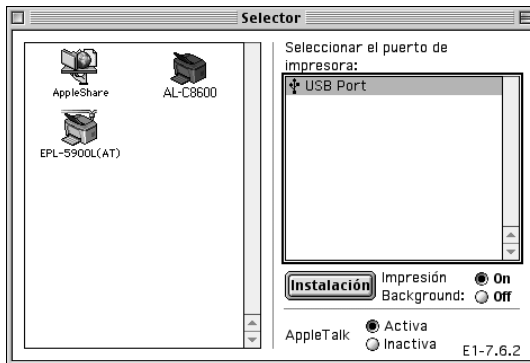 Selector
AppleShare
AL-C8600
EPL-5900L(AT)
Seleccionar el puerto de
impresora:
USB Port
Instalación
Impresión
Background:
On
Off
AppleTalk
Activa
Inactiva
E1-7.6.2